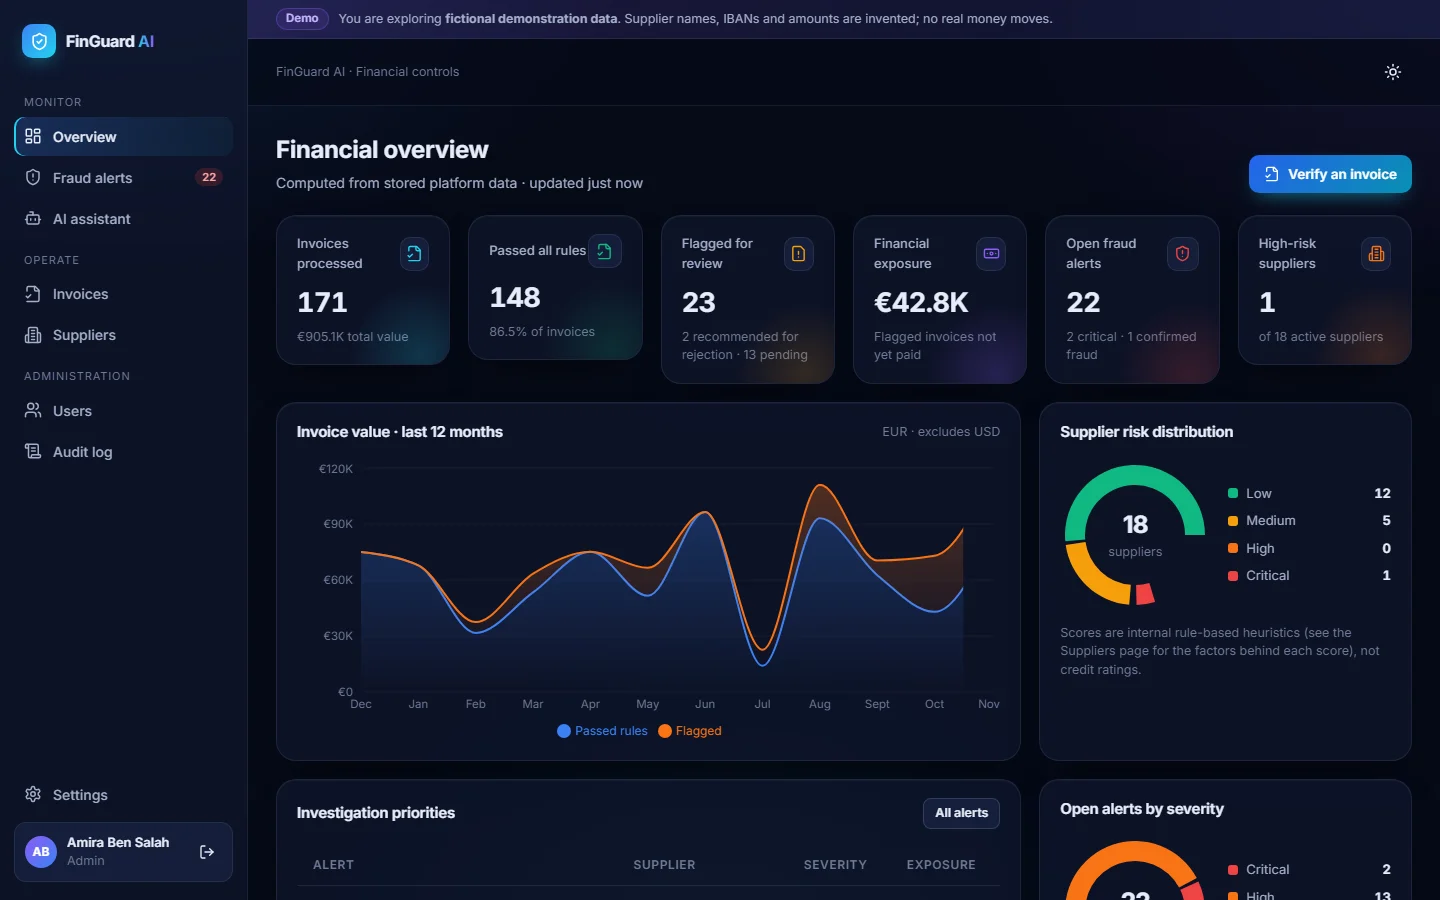 FinGuard AI
MONITOR
Overview
Fraud alerts
22
AI assistant
OPERATE
Invoices
Suppliers
ADMINISTRATION
Users
Audit log
Settings
AB
Amira Ben Salah
Admin
Demo
You are exploring fictional demonstration data. Supplier names, IBANs and amounts are invented; no real money moves.
FinGuard AI · Financial controls
Financial overview
Computed from stored platform data · updated just now
Verify an invoice
Invoices
processed
171
€905.1K total value
Passed all rules
148
86.5% of invoices
Flagged for
review
23
2 recommended for
rejection · 13 pending
Financial
exposure
€42.8K
Flagged invoices not
yet paid
Open fraud
alerts
22
2 critical · 1 confirmed
fraud
High-risk
suppliers
1
of 18 active suppliers
Invoice value · last 12 months
EUR · excludes USD
€120K
€90K
€60K
€30K
€0
Dec Jan Feb Mar Apr May Jun Jul Aug Sept Oct Nov
Passed rules Flagged
Supplier risk distribution
18
suppliers
Low 12
Medium 5
High 0
Critical 1
Scores are internal rule-based heuristics (see the
Suppliers page for the factors behind each score), not
credit ratings.
Investigation priorities
All alerts
ALERT SUPPLIER SEVERITY EXPOSURE
Open alerts by severity
22
Critical 2
High 13